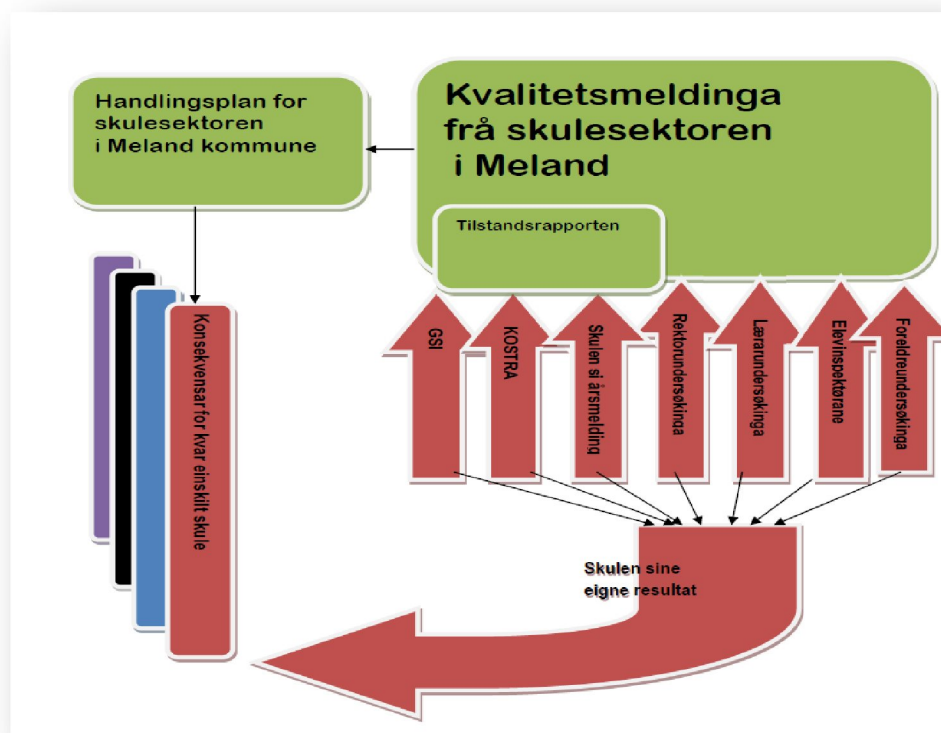 Handlingsplan for
skulesektoren
i Meland kommune
Kvalitetsmeldinga
frå skulesektoren
i Meland
Tilstandsrapporten
GSI
KOSTRA
Skulen si årsmelding
Rektorundersøkinga
Lærarundersøkinga
Elevinspektørane
Foreldreundersøkinga
Konsekvensar for kvar einskilt skule
Skulen sine
eigne resultat